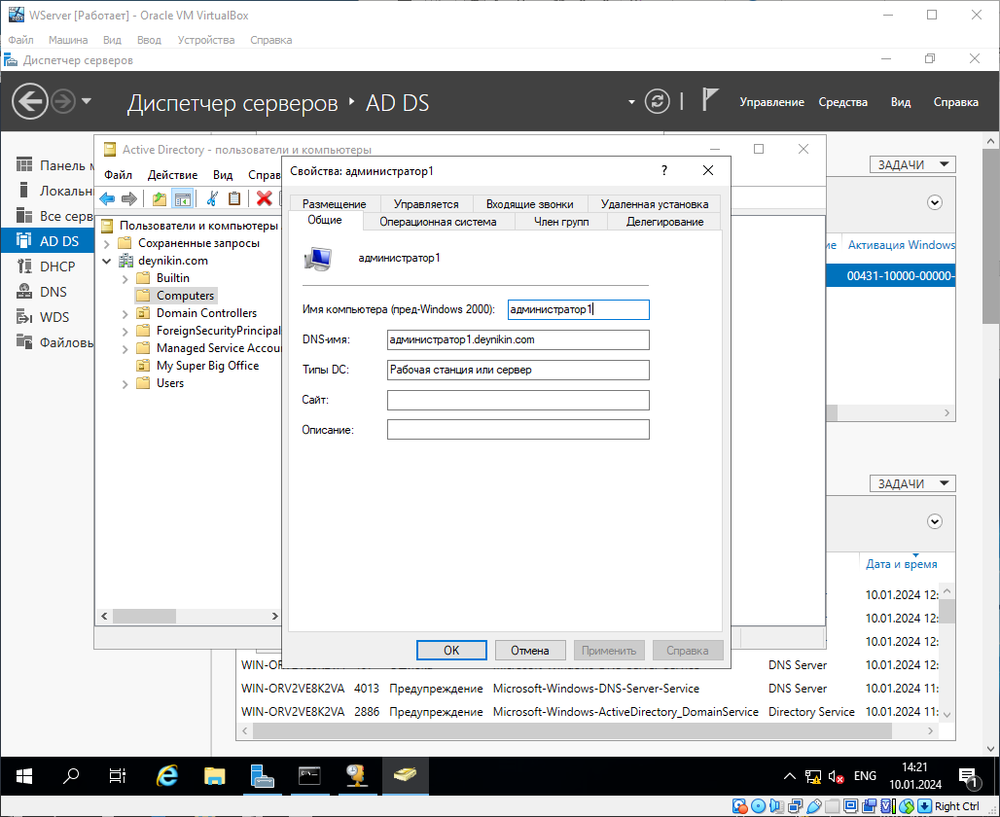 WServer [Работает] - Oracle VM VirtualBox
Файл Машина Вид Ввод Устройства Справка
Диспетчер серверов
Диспетчер серверов AD DS
Управление Средства Вид Справка
Панель
Локальн
Все серв
AD DS
DHCP
DNS
WDS
Файловы
Active Directory - пользователи и компьютеры
Файл Действие Вид Справ
Пользователи и компьютеры
Сохраненные запросы
deynikin.com
Builtin
Computers
Domain Controllers
ForeignSecurityPrincipal
Managed Service Accou
My Super Big Office
Users
Свойства: администратор1
?
Размещение Управляется Входящие звонки Удаленная установка
Общие Операционная система Член групп Делегирование
администратор1
Имя компьютера (пред-Windows 2000): администратор1
DNS-имя: администратор1.deynikin.com
Типы DC: Рабочая станция или сервер
Сайт:
Описание:
OK Отмена Применить Справка
ЗАДАЧИ
ие Активация Windows
00431-10000-00000-
ЗАДАЧИ
Дата и время
10.01.2024 12:
10.01.2024 12:
10.01.2024 12:
WIN-ORV2VE8K2VA DNS Server 10.01.2024 12:
WIN-ORV2VE8K2VA 4013 Предупреждение Microsoft-Windows-DNS-Server-Service DNS Server 10.01.2024 11:
WIN-ORV2VE8K2VA 2886 Предупреждение Microsoft-Windows-ActiveDirectory_DomainService Directory Service 10.01.2024 11:
ENG
14:21
10.01.2024
1
Right Ctrl